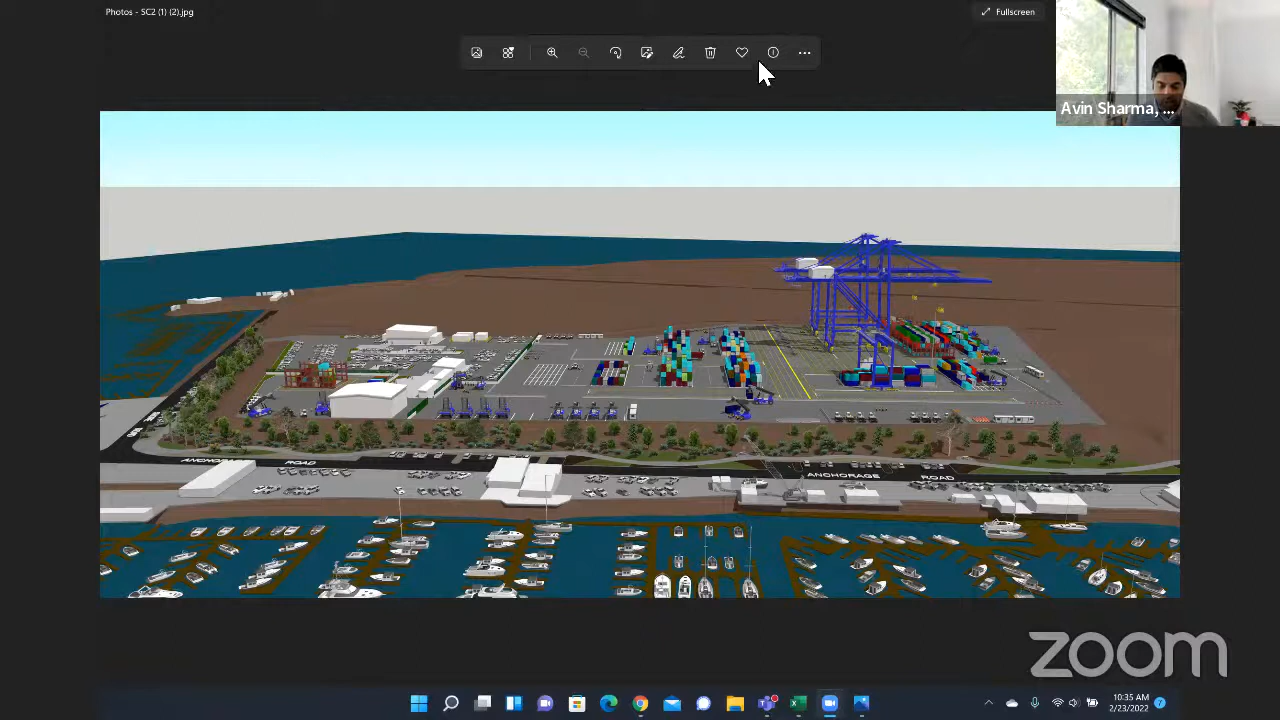 Photos - SC2 (1) (2).jpg
Fullscreen
Avin Sharma, ...
ANCHORAGE ROAD
ANCHORAGE ROAD
zoom
10:35 AM
2/23/2022
7